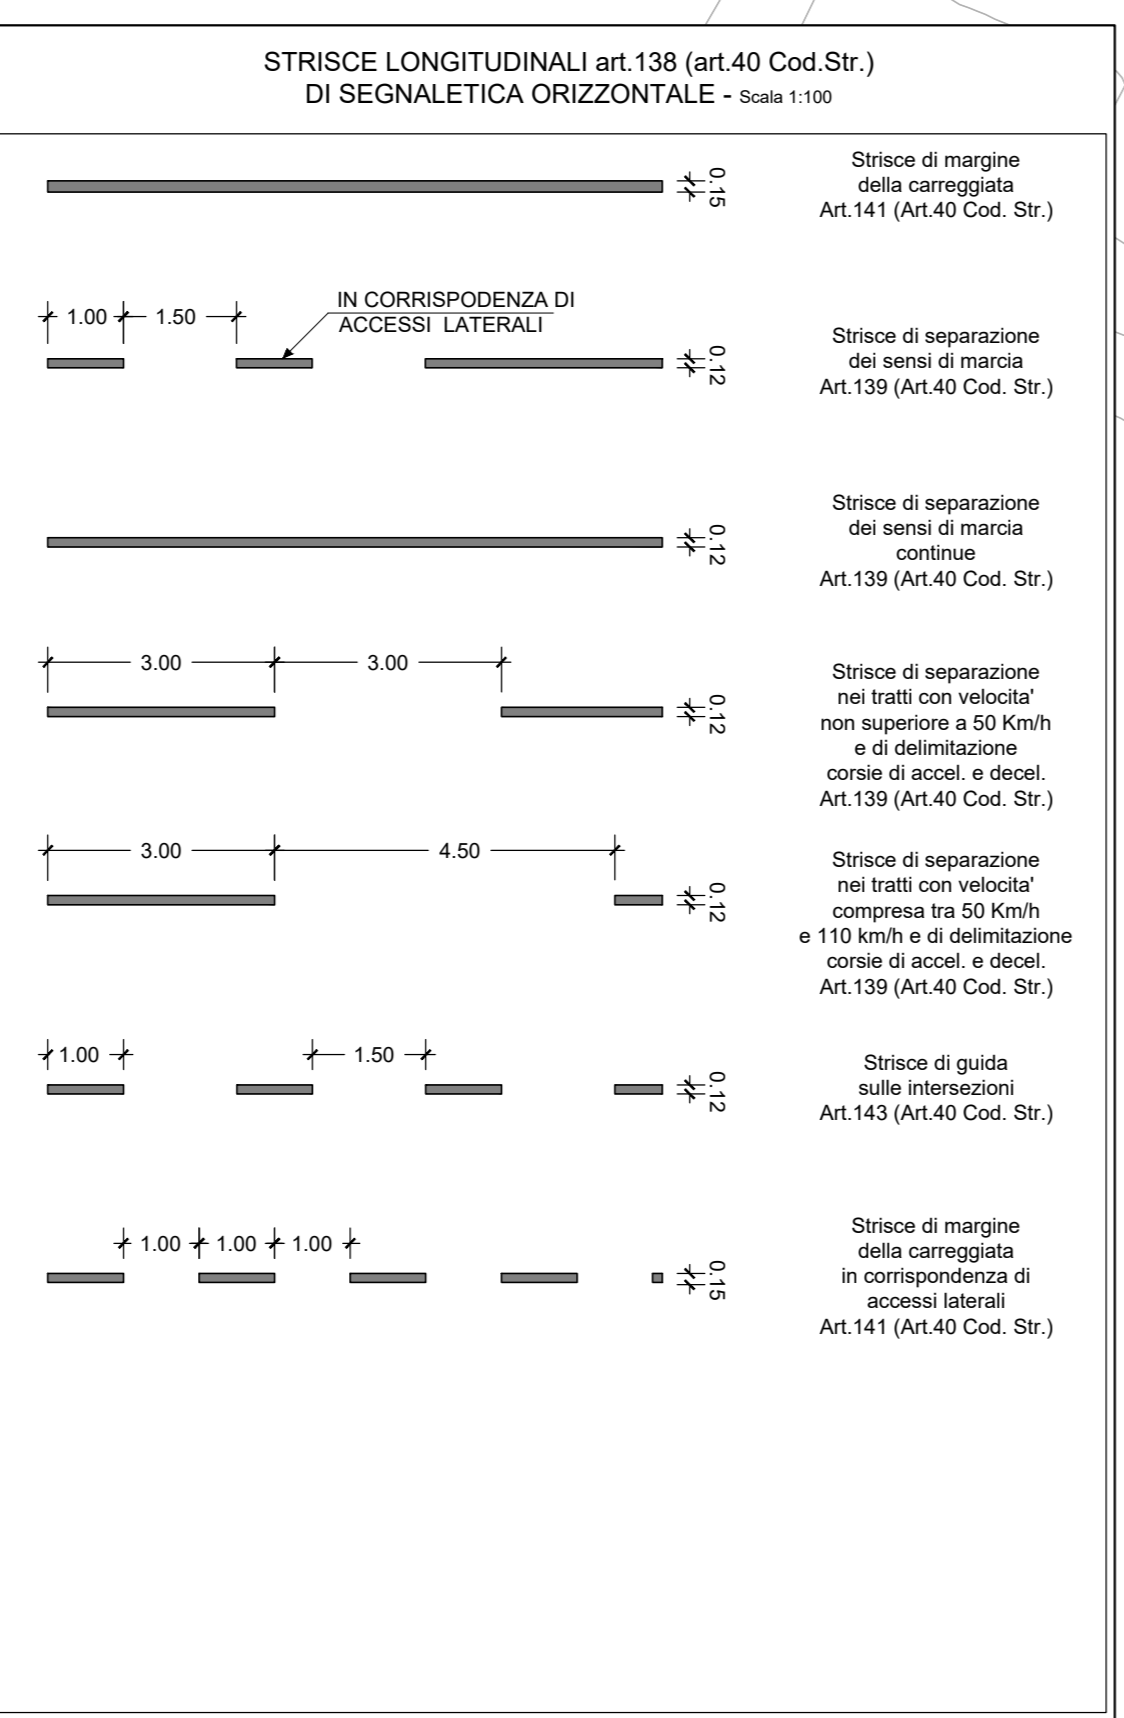 STRISCE LONGITUDINALI art.138 (art.40 Cod.Str.)
DI SEGNALETICA ORIZZONTALE - Scala 1:100
0.15
Strisce di margine
della carreggiata
Art.141 (Art.40 Cod. Str.)
1.00 1.50
IN CORRISPODENZA DI
ACCESSI LATERALI
0.12
Strisce di separazione
dei sensi di marcia
Art.139 (Art.40 Cod. Str.)
0.12
Strisce di separazione
dei sensi di marcia
continue
Art.139 (Art.40 Cod. Str.)
3.00 3.00
0.12
Strisce di separazione
nei tratti con velocita'
non superiore a 50 Km/h
e di delimitazione
corsie di accel. e decel.
Art.139 (Art.40 Cod. Str.)
3.00 4.50
0.12
Strisce di separazione
nei tratti con velocita'
compresa tra 50 Km/h
e 110 km/h e di delimitazione
corsie di accel. e decel.
Art.139 (Art.40 Cod. Str.)
1.00 1.50
0.12
Strisce di guida
sulle intersezioni
Art.143 (Art.40 Cod. Str.)
1.00 1.00 1.00
0.15
Strisce di margine
della carreggiata
in corrispondenza di
accessi laterali
Art.141 (Art.40 Cod. Str.)